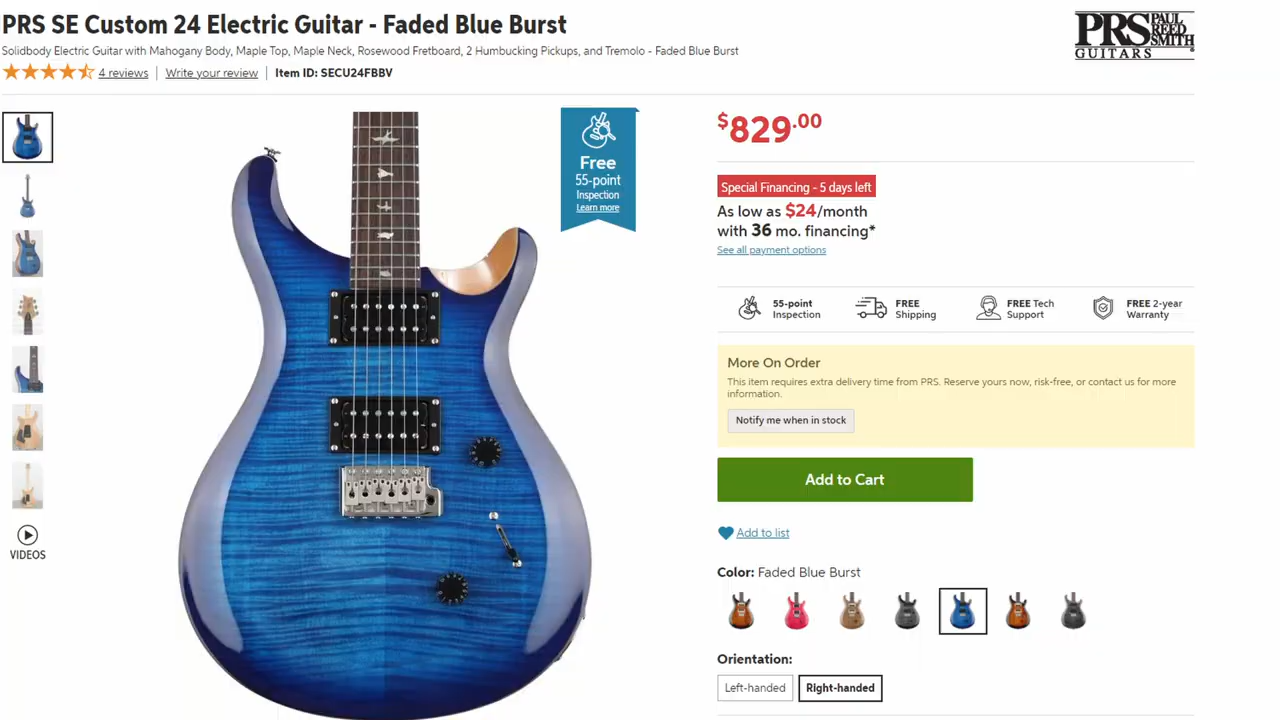 PRS SE Custom 24 Electric Guitar - Faded Blue Burst
Solidbody Electric Guitar with Mahogany Body, Maple Top, Maple Neck, Rosewood Fretboard, 2 Humbucking Pickups, and Tremolo - Faded Blue Burst
4 reviews | Write your review | Item ID: SECU24FBBV
PRS PAUL REED SMITH
GUITARS
VIDEOS
Free
55-point
Inspection
Learn more
$829.00
Special Financing - 5 days left
As low as $24/month
with 36 mo. financing*
See all payment options
55-point
Inspection
FREE
Shipping
FREE Tech
Support
FREE 2-year
Warranty
More On Order
This item requires extra delivery time from PRS. Reserve yours now, risk-free, or contact us for more
information.
Notify me when in stock
Add to Cart
Add to list
Color: Faded Blue Burst
Orientation:
Left-handed Right-handed